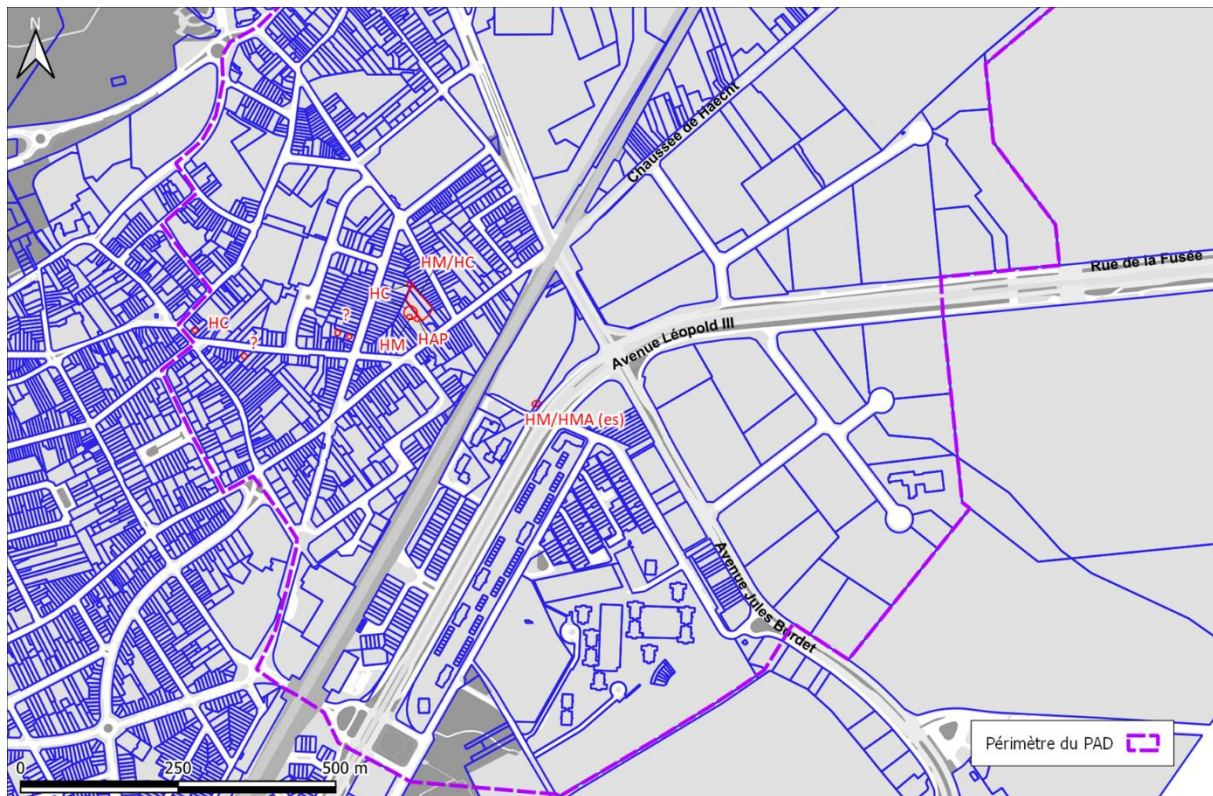 N
Chaussée de Haecht
HM/HC
HC
Rue de la Fusée
HC
?
?
HM
HAP
Avenue Léopold III
HM/HMA (es)
Avenue Jules Bordet
Périmètre du PAD
0 250 500 m